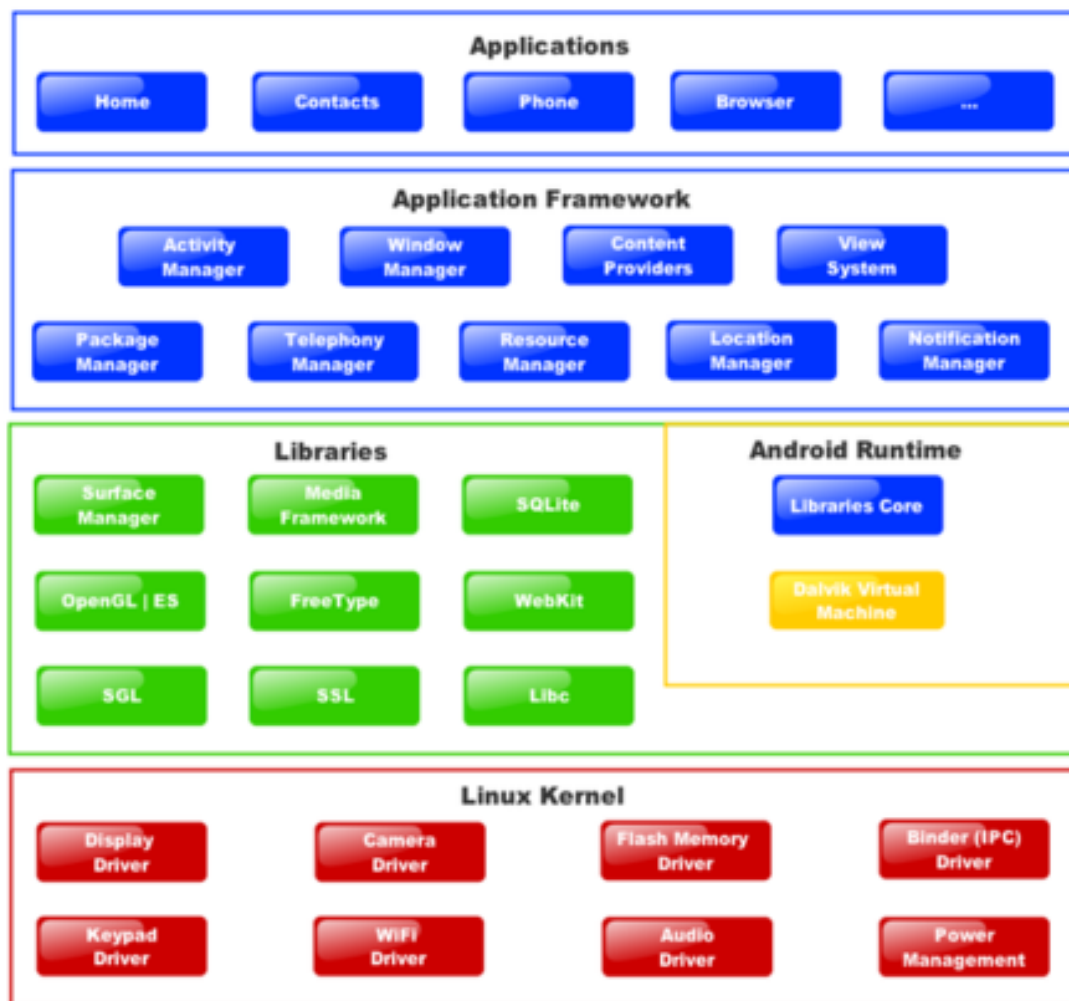 Applications
Home
Contacts
Phone
Browser
...
Application Framework
Activity
Manager
Window
Manager
Content
Providers
View
System
Package
Manager
Telephony
Manager
Resource
Manager
Location
Manager
Notification
Manager
Libraries
Surface
Manager
Media
Framework
SQLite
OpenGL | ES
FreeType
WebKit
SGL
SSL
Libc
Android Runtime
Libraries Core
Dalvik Virtual
Machine
Linux Kernel
Display
Driver
Camera
Driver
Flash Memory
Driver
Binder (IPC)
Driver
Keypad
Driver
WiFi
Driver
Audio
Driver
Power
Management